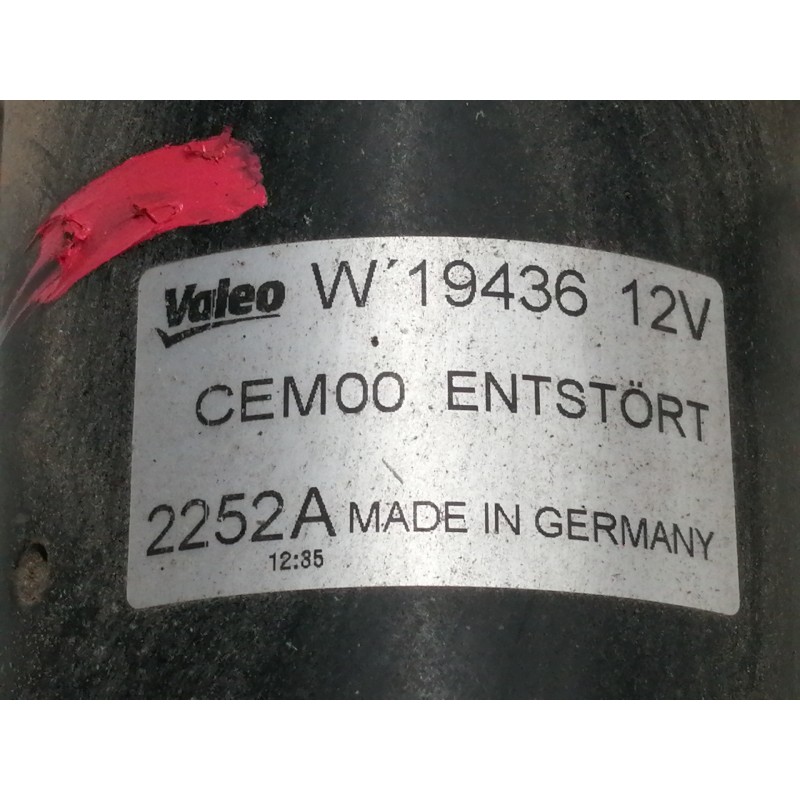 Valeo W 19436 12V
CEM00 ENTSTÖRT
2252A MADE IN GERMANY
12:35